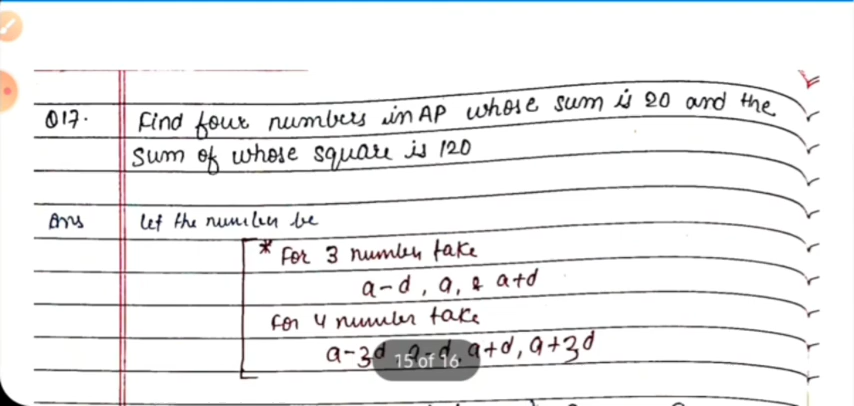 Q17. Find four numbers in AP whose sum is 20 and the
sum of whose square is 120
Ans let the number be
* For 3 number take
a-d, a, & a+d
For 4 number take
a-3d, a-d, a+d, a+3d
15 of 16